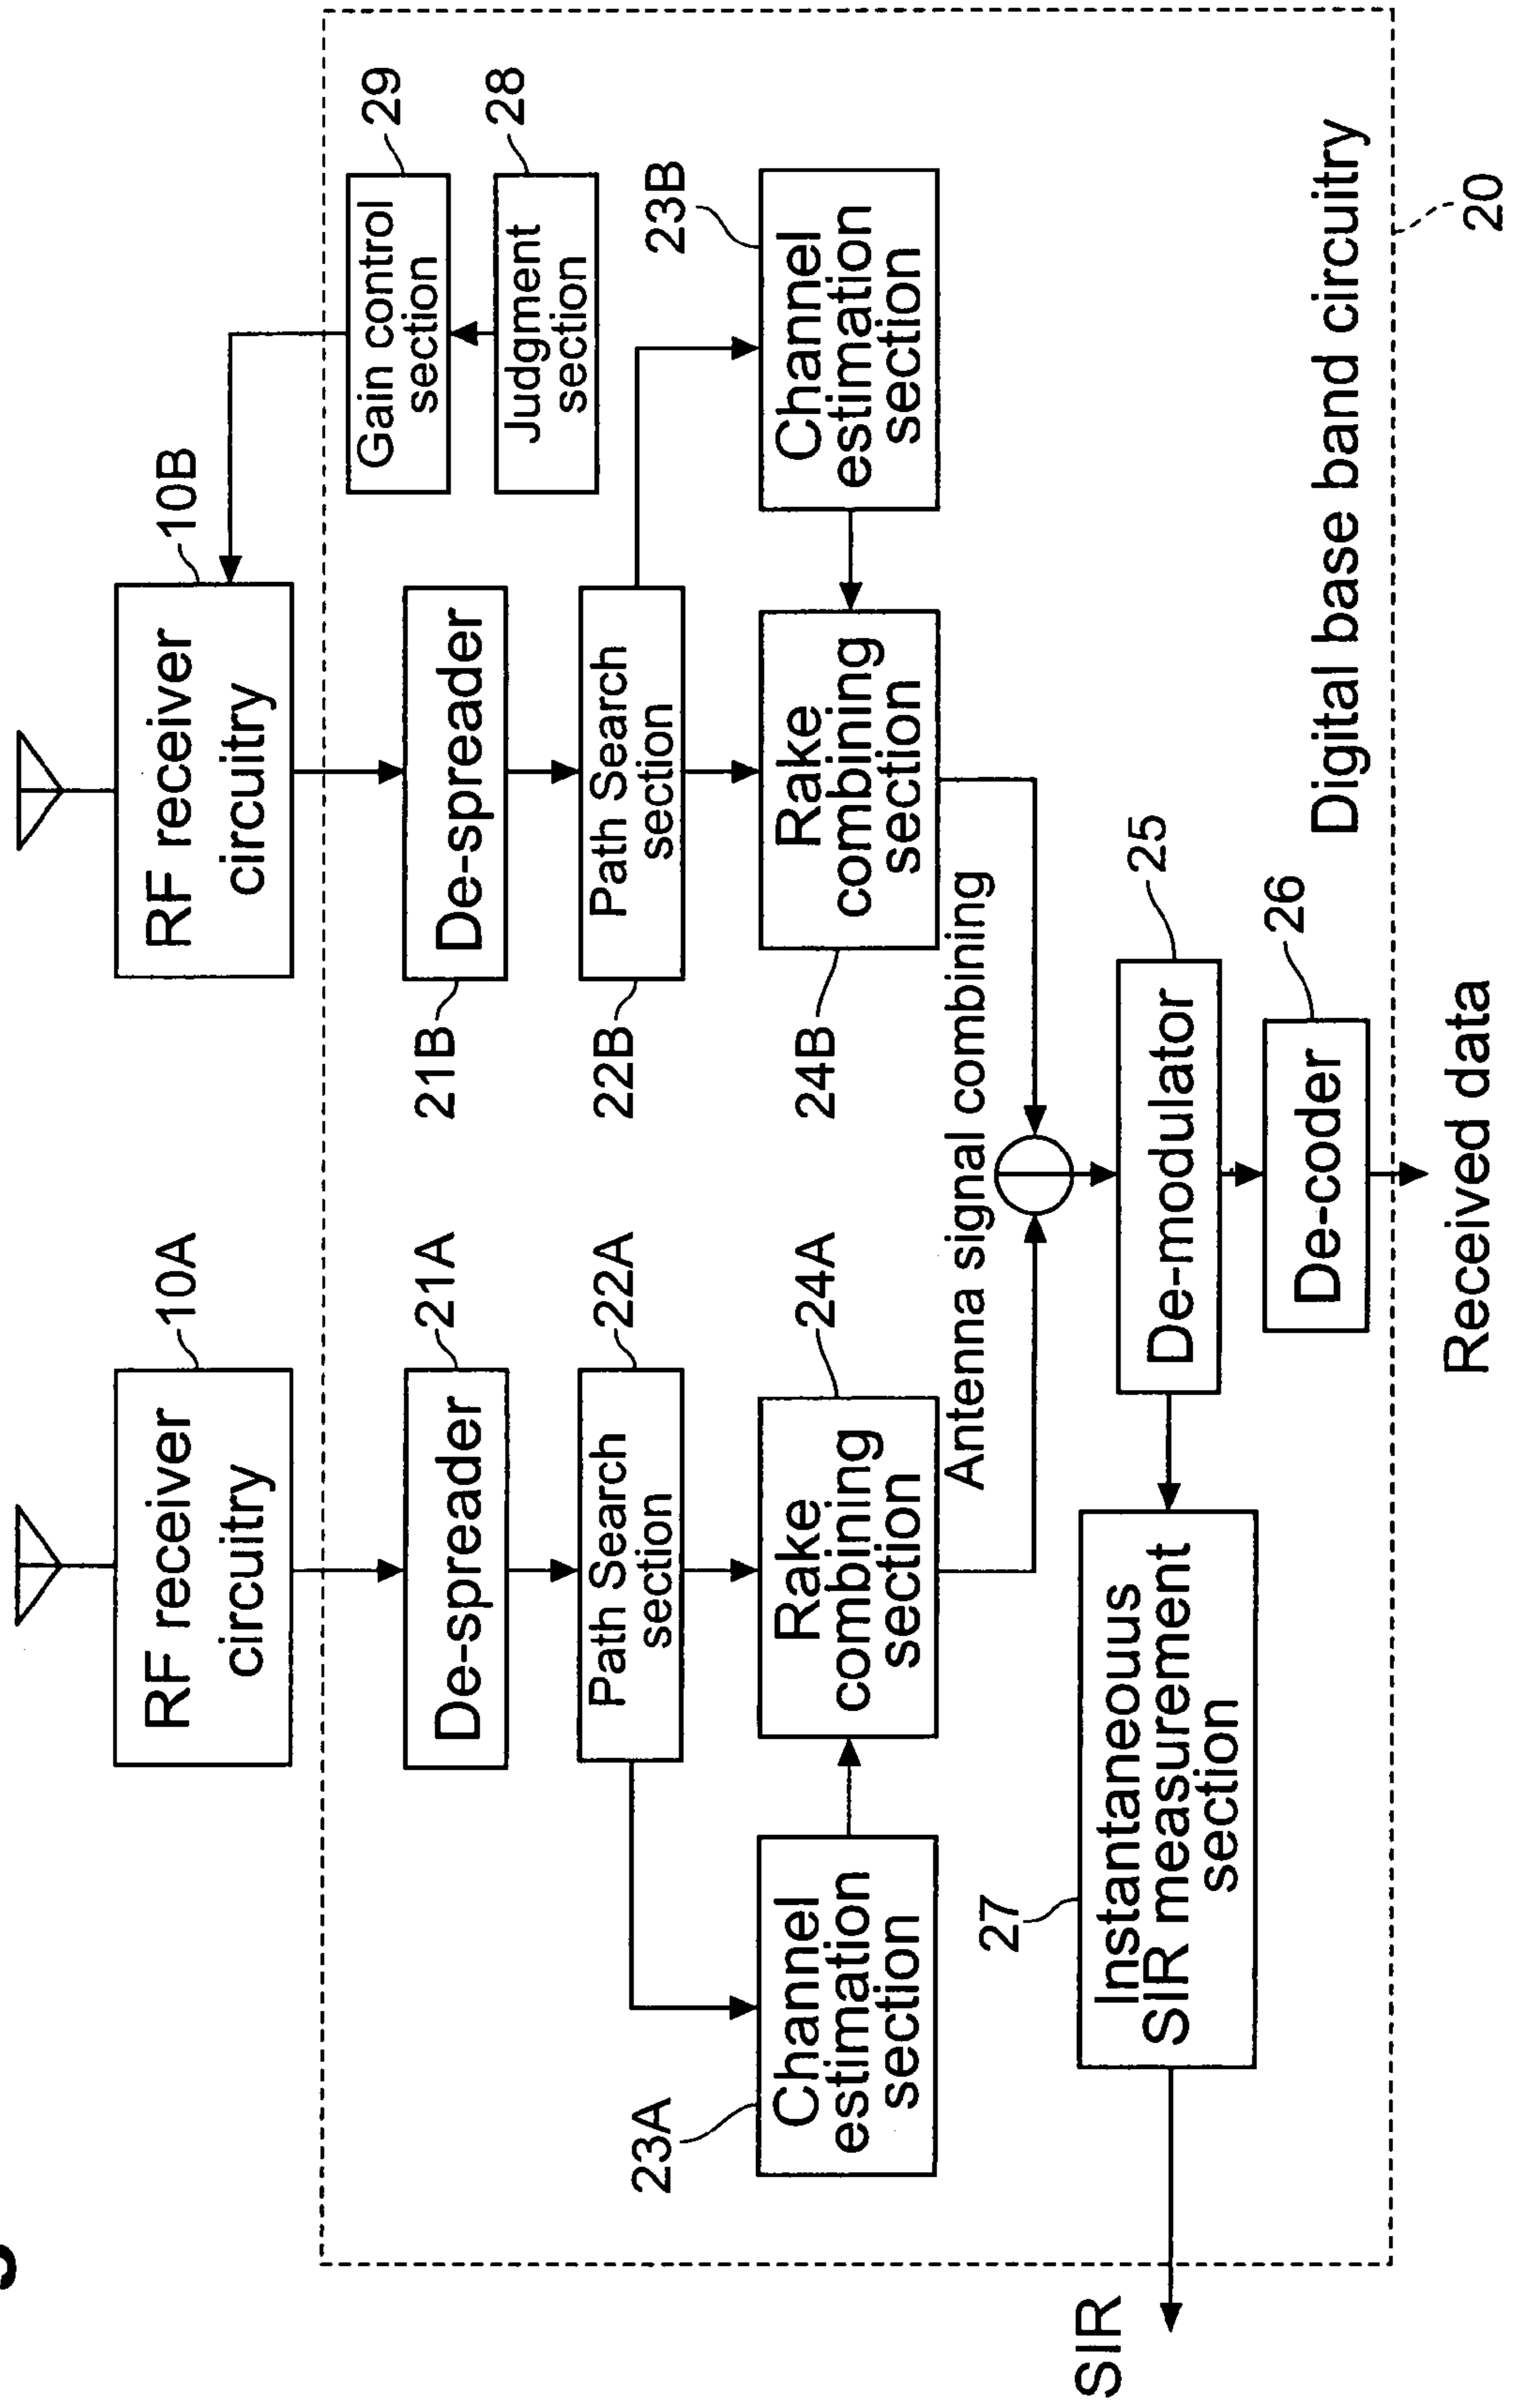 RF receiver
circuitry
10A
RF receiver
circuitry
10B
De-spreader
21A
21B
De-spreader
Gain control
section
29
Path Search
section
22A
22B
Path Search
section
Judgment
section
28
23A
Channel
estimation
section
Rake
combining
section
24A
24B
Rake
combining
section
Channel
estimation
section
23B
Antenna signal combining
27
Instantaneouus
SIR measurement
section
De-modulator
25
De-coder
26
SIR
Received data
Digital base band circuitry
20